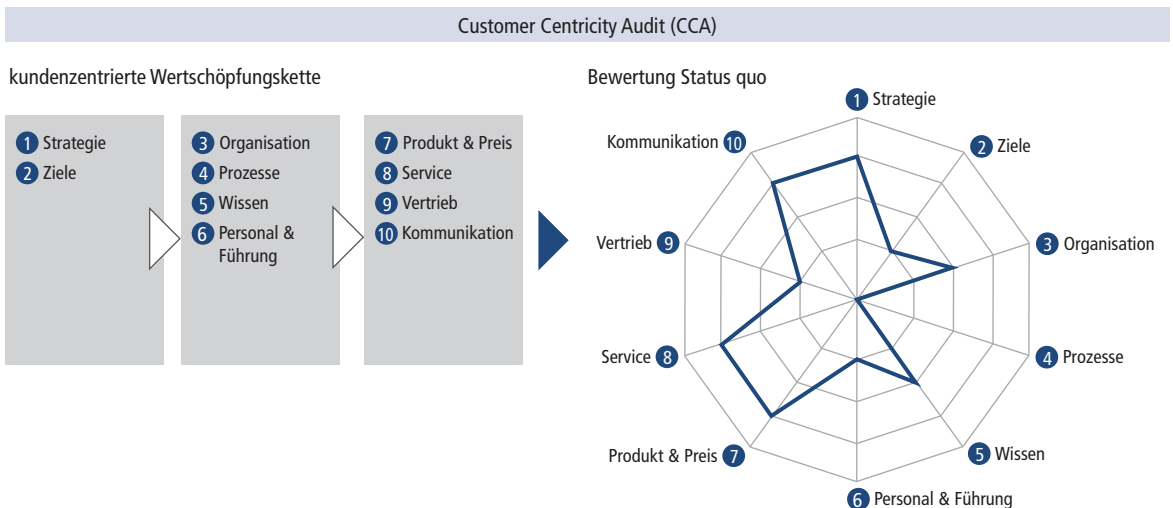 Customer Centricity Audit (CCA)
kundenzentrierte Wertschöpfungskette
1 Strategie
2 Ziele
3 Organisation
4 Prozesse
5 Wissen
6 Personal &
Führung
7 Produkt & Preis
8 Service
9 Vertrieb
10 Kommunikation
Bewertung Status quo
1 Strategie
2 Ziele
3 Organisation
4 Prozesse
5 Wissen
6 Personal & Führung
Produkt & Preis 7
Service 8
Vertrieb 9
Kommunikation 10